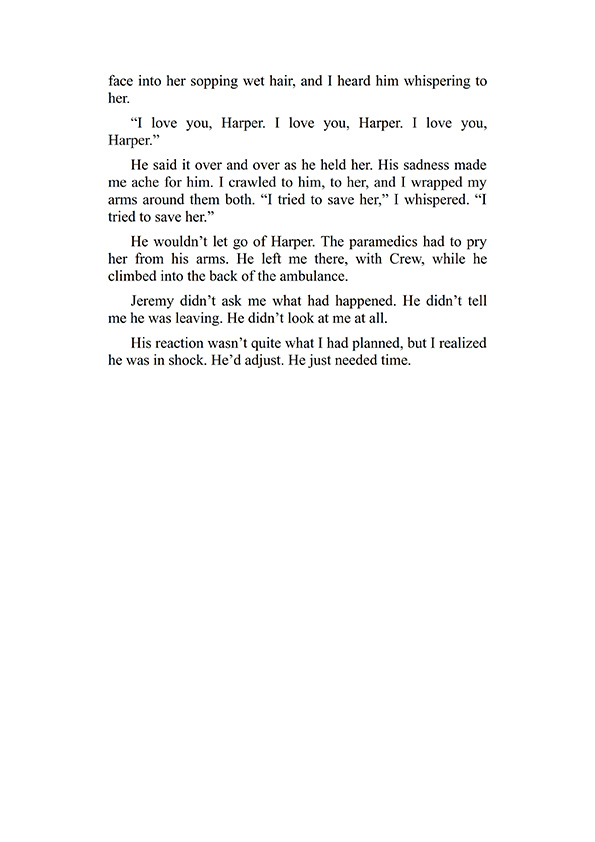 face into her sopping wet hair, and I heard him whispering to
her.
“I love you, Harper. I love you, Harper. I love you,
Harper.”
He said it over and over as he held her. His sadness made
me ache for him. I crawled to him, to her, and I wrapped my
arms around them both. “I tried to save her,” I whispered. “I
tried to save her.”
He wouldn’t let go of Harper. The paramedics had to pry
her from his arms. He left me there, with Crew, while he
climbed into the back of the ambulance.
Jeremy didn’t ask me what had happened. He didn’t tell
me he was leaving. He didn’t look at me at all.
His reaction wasn’t quite what I had planned, but I realized
he was in shock. He’d adjust. He just needed time.